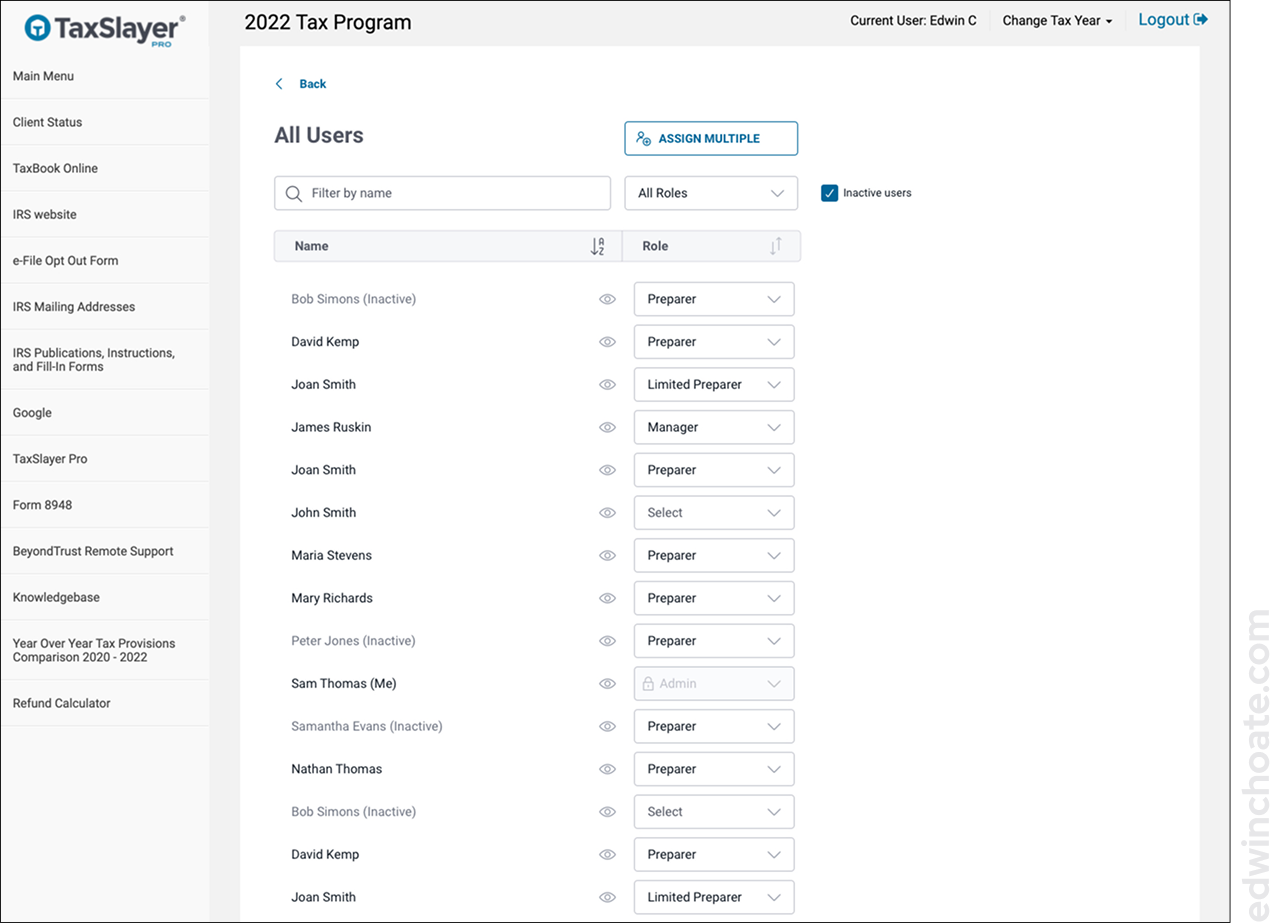 TaxSlayer®
PRO
2022 Tax Program
Current User: Edwin C
Change Tax Year
Logout
Main Menu
Client Status
TaxBook Online
IRS website
e-File Opt Out Form
IRS Mailing Addresses
IRS Publications, Instructions,
and Fill-In Forms
Google
TaxSlayer Pro
Form 8948
BeyondTrust Remote Support
Knowledgebase
Year Over Year Tax Provisions
Comparison 2020 - 2022
Refund Calculator
Back
All Users
ASSIGN MULTIPLE
Filter by name
All Roles
Inactive users
Name
A
Z
Role
Bob Simons (Inactive) Preparer
David Kemp Preparer
Joan Smith Limited Preparer
James Ruskin Manager
Joan Smith Preparer
John Smith Select
Maria Stevens Preparer
Mary Richards Preparer
Peter Jones (Inactive) Preparer
Sam Thomas (Me) Admin
Samantha Evans (Inactive) Preparer
Nathan Thomas Preparer
Bob Simons (Inactive) Select
David Kemp Preparer
Joan Smith Limited Preparer
edwinchoate.com